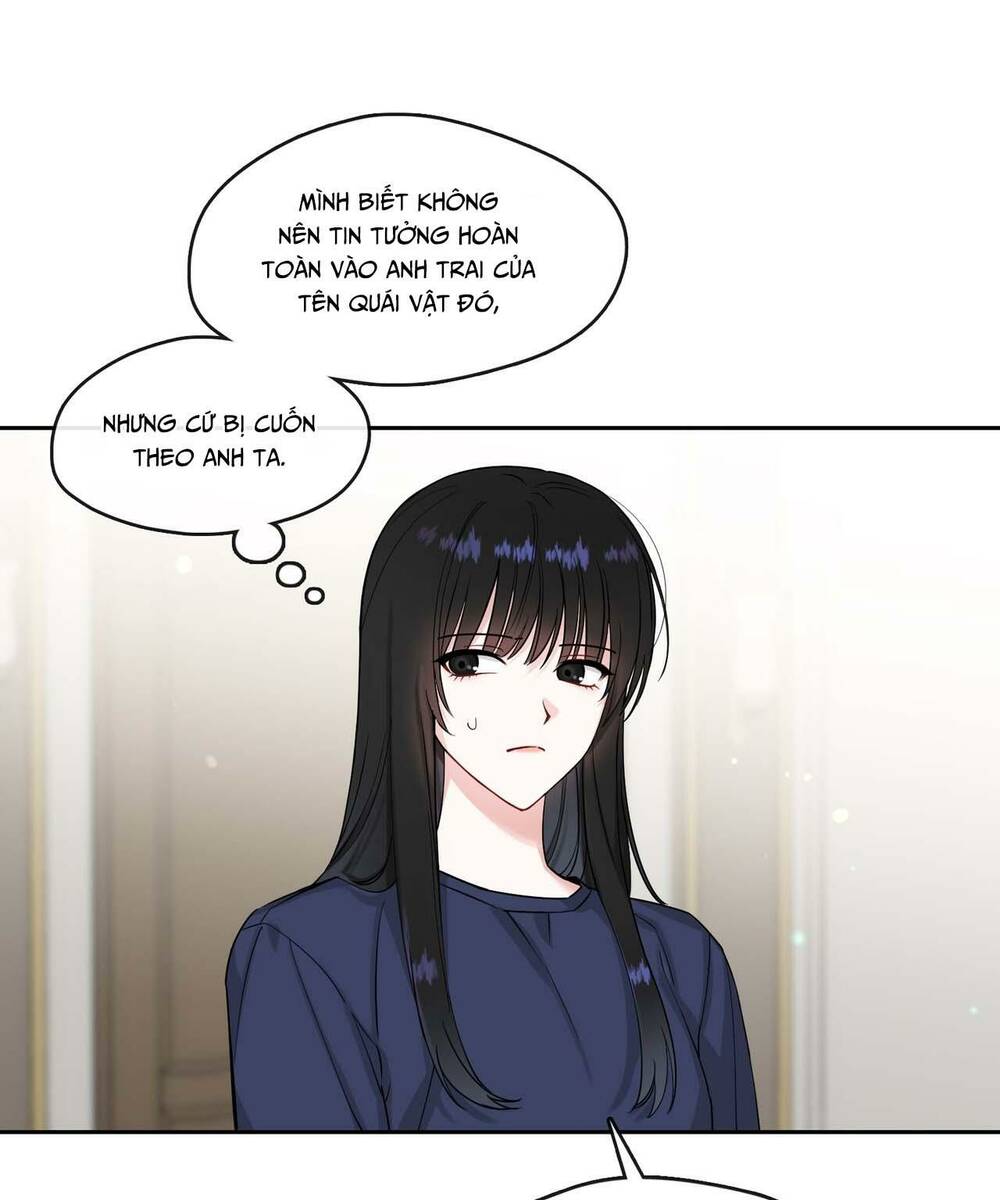 MÌNH BIẾT KHÔNG
NÊN TIN TƯỞNG HOÀN
TOÀN VÀO ANH TRAI CỦA
TÊN QUÁI VẬT ĐÓ,
NHƯNG CỨ BỊ CUỐN
THEO ANH TA.